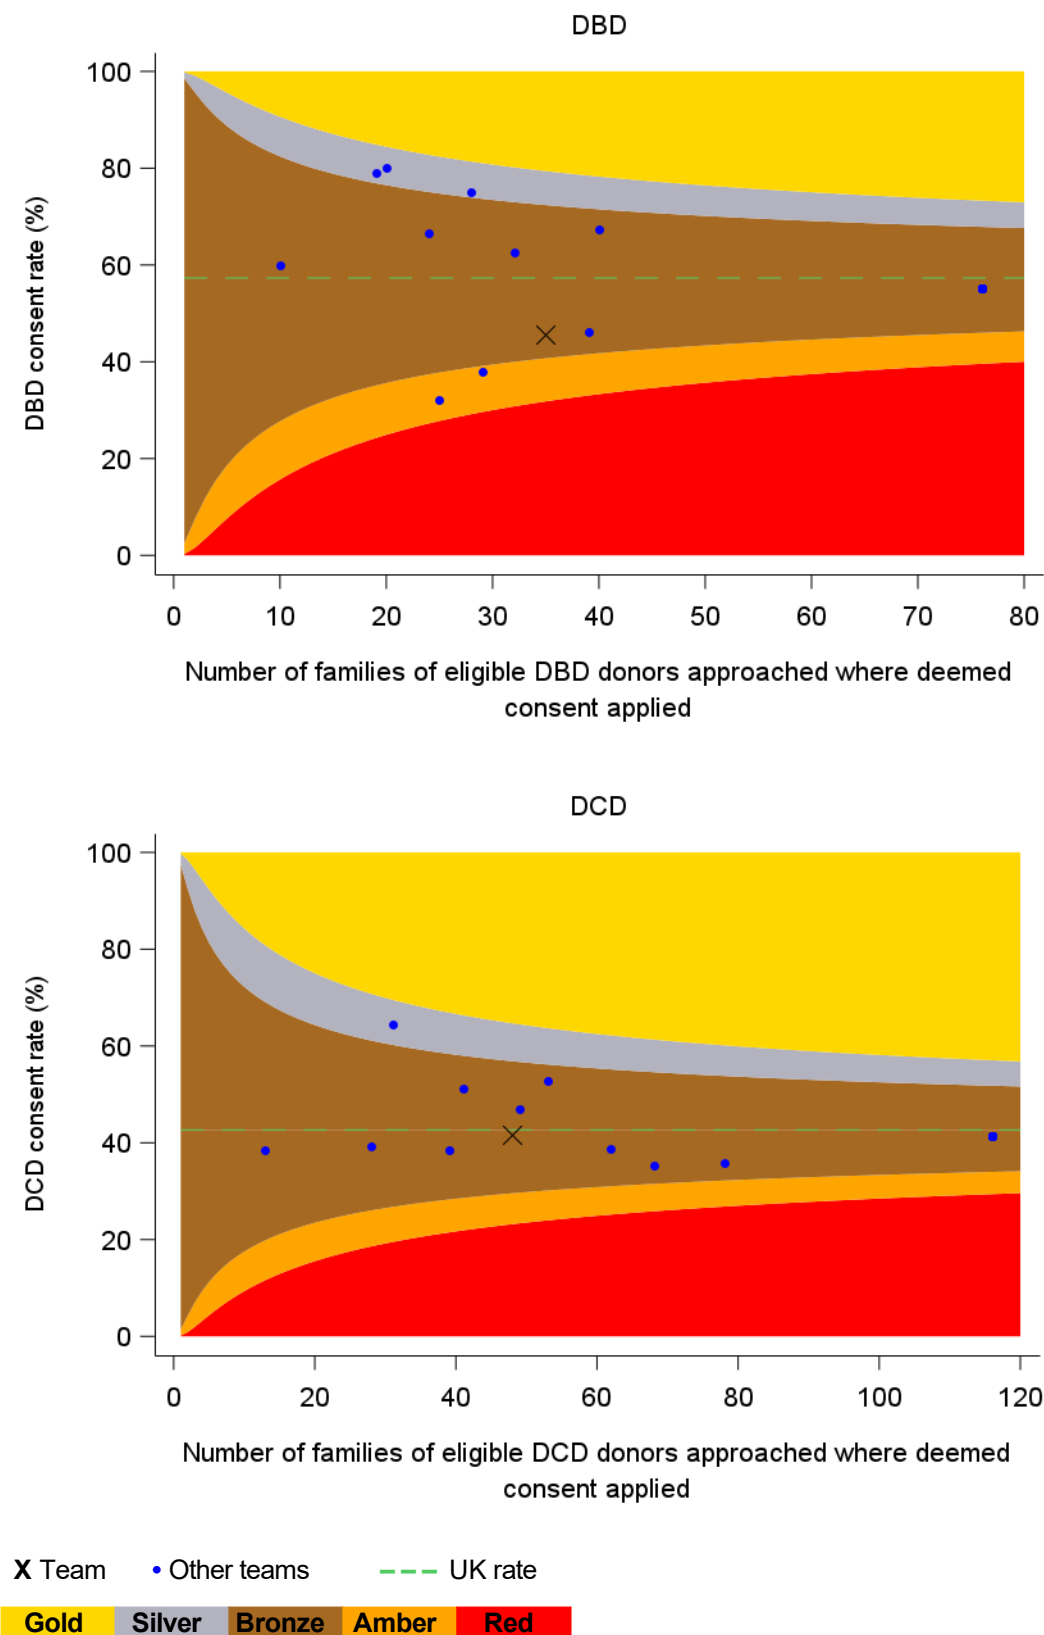 DBD
100
80
60
40
20
0
DBD consent rate (%)
0 10 20 30 40 50 60 70 80
Number of families of eligible DBD donors approached where deemed
consent applied
DCD
100
80
60
40
20
0
DCD consent rate (%)
0 20 40 60 80 100 120
Number of families of eligible DCD donors approached where deemed
consent applied
X Team Other teams UK rate
Gold Silver Bronze Amber Red